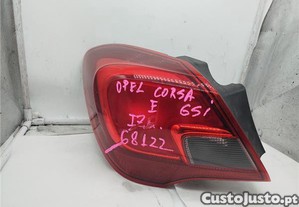 OPEL CORSA
E GSi
IZQ.
68122
CustoJusto.pt